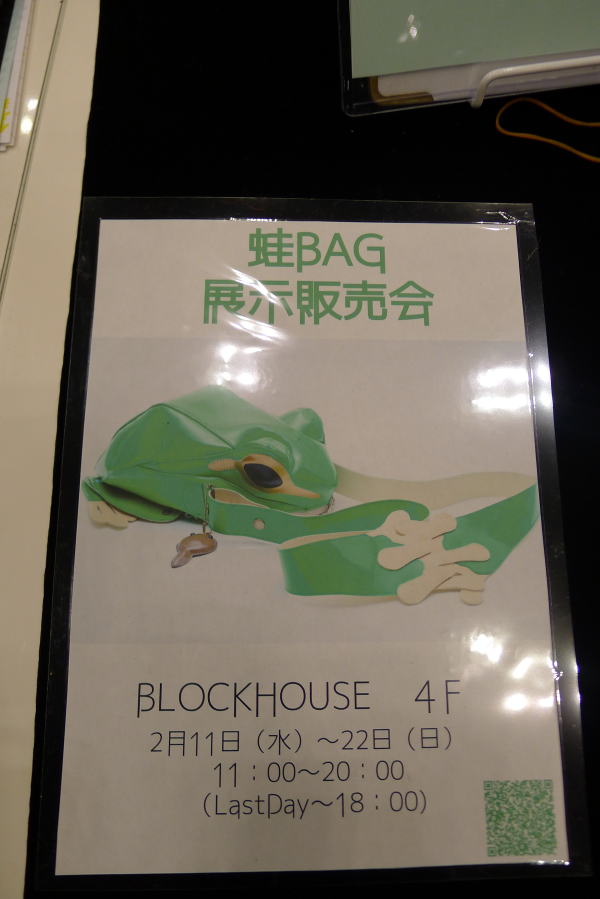 蛙BAG
展示販売会
BLOCKHOUSE 4F
2月11日（水）～22日（日）
11：00～20：00
（LastDay～18：00）